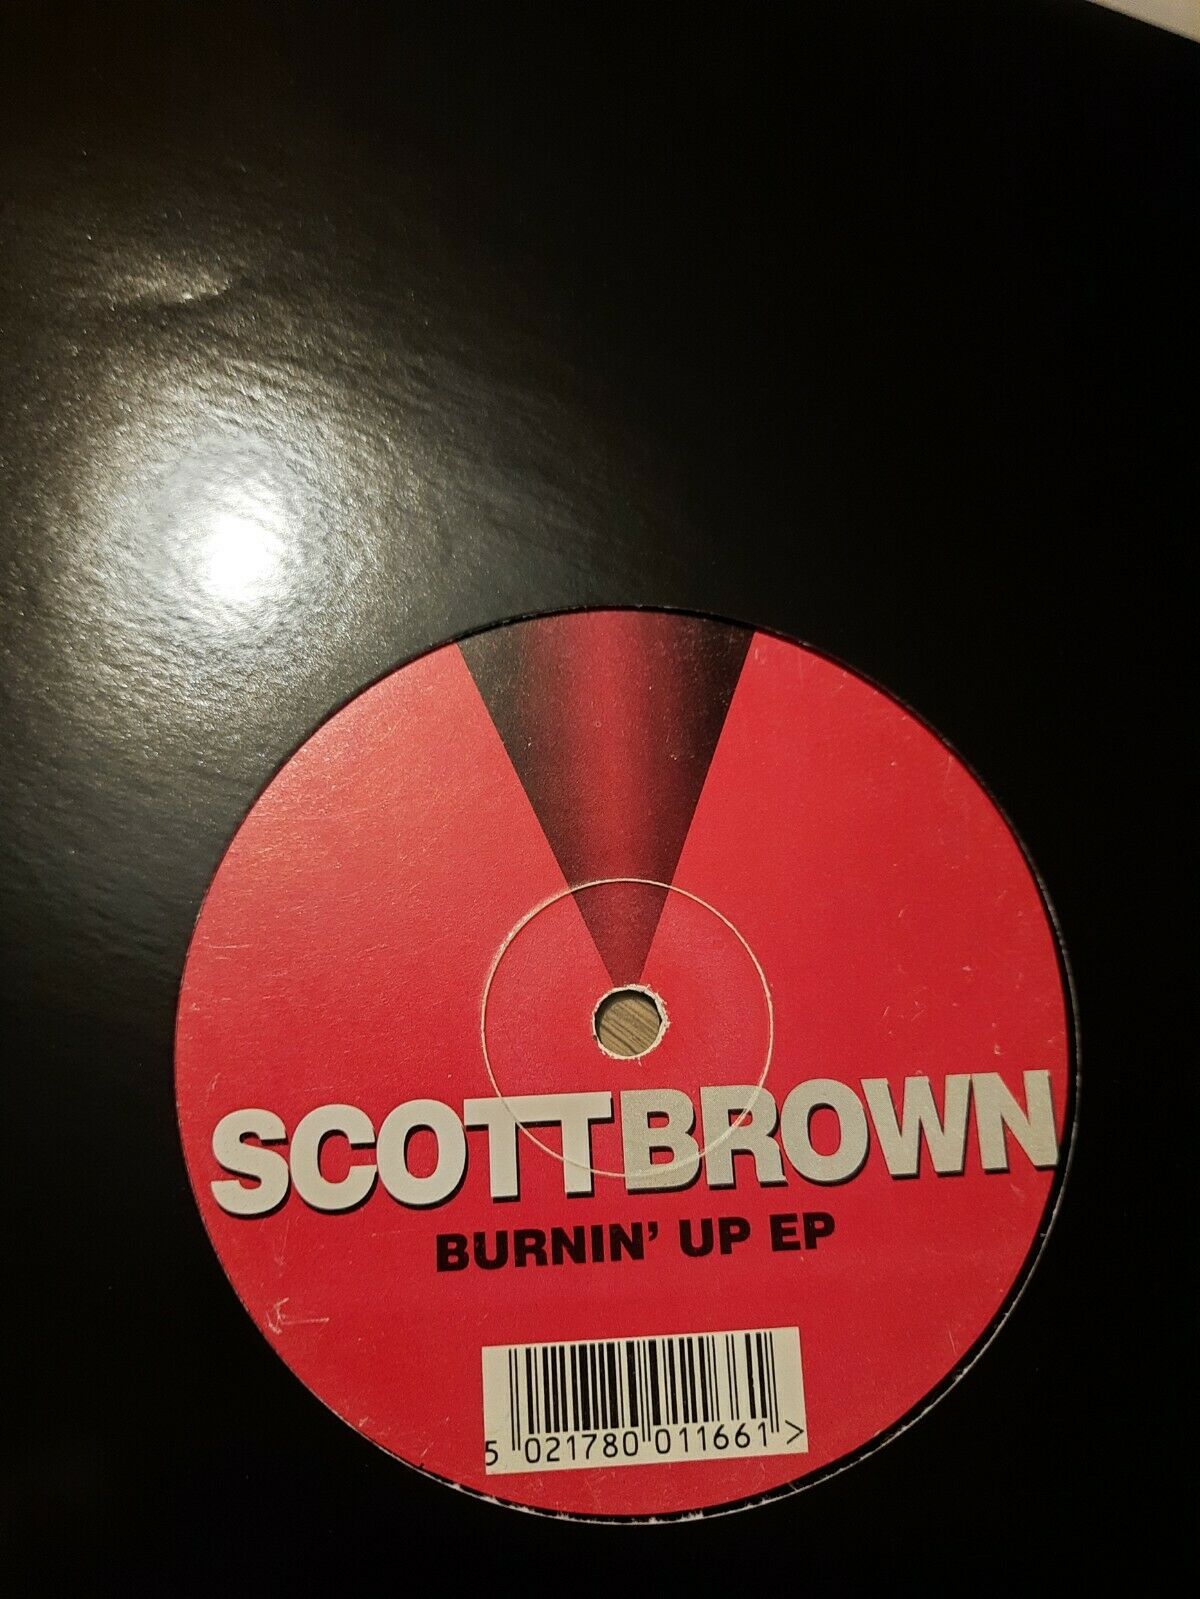 SCOTTBROWN
BURNIN' UP EP
5 021780 011661 >